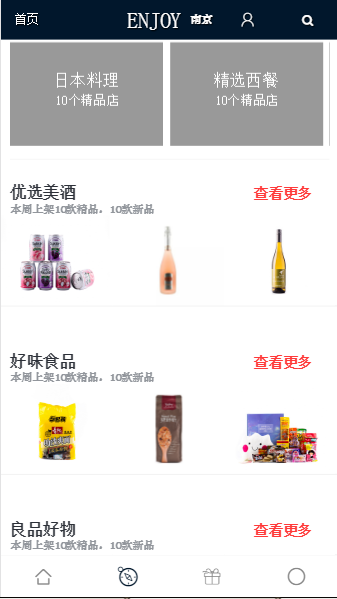 首页 ENJOY 南京
日本料理
10个精品店
精选西餐
10个精品店
优选美酒 查看更多
本周上架10款精品，10款新品
好味食品 查看更多
本周上架10款精品，10款新品
良品好物 查看更多
本周上架10款精品，10款新品